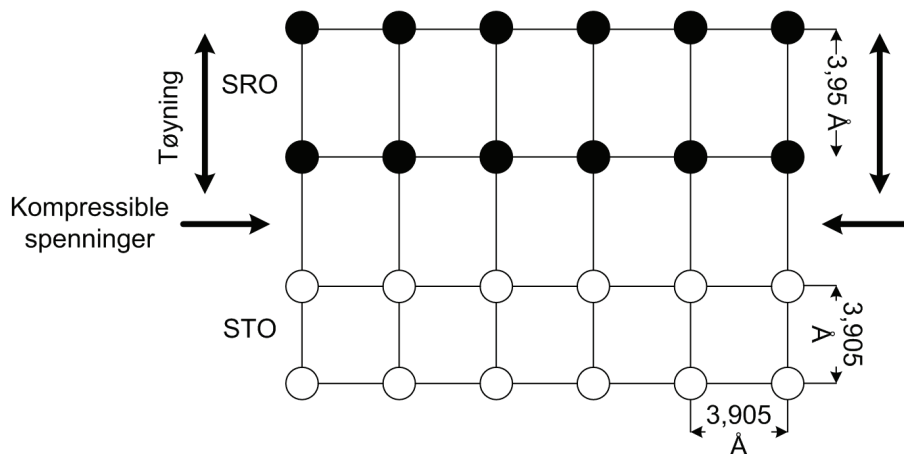 Tøyning
SRO
3,95 Å
Kompressible
spenninger
STO
3,905
Å
3,905
Å